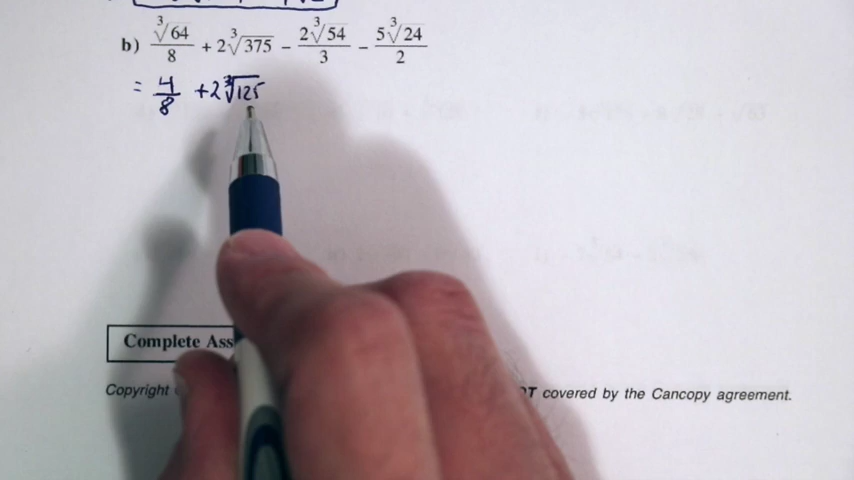 b) ∛64/8 + 2∛375 − 2∛54/3 − 5∛24/2
= 4/8 + 2∛125
Complete Ass
Copyright
OT covered by the Cancopy agreement.